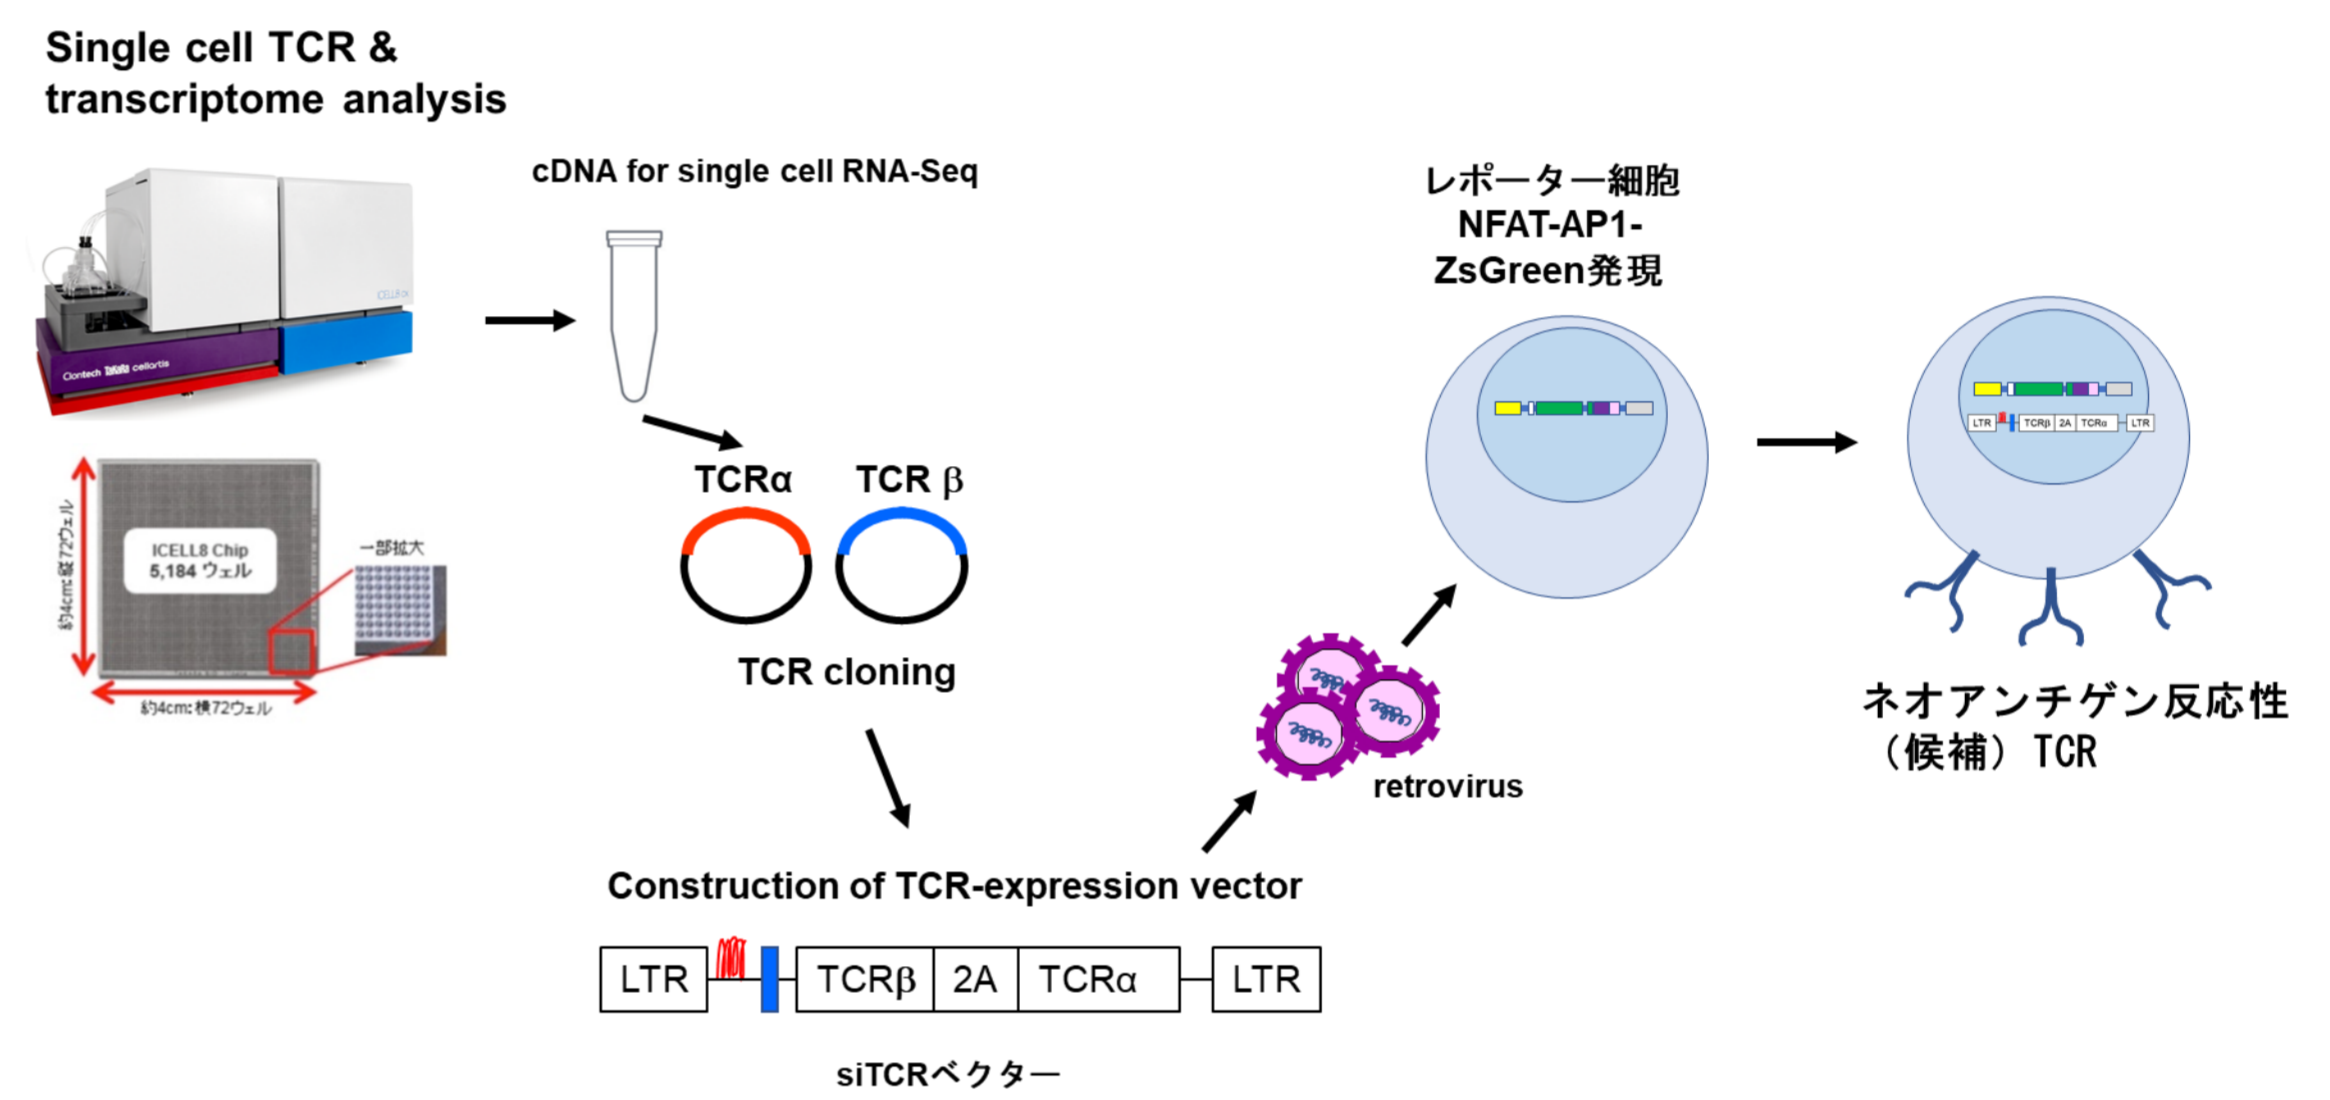 Single cell TCR &
transcriptome analysis
cDNA for single cell RNA-Seq
ICELL8 cx
Clontech TaKaRa cellartis
ICELL8 Chip
5,184 ウェル
約4cm:縦72ウェル
約4cm:横72ウェル
一部拡大
TCRα
TCR β
TCR cloning
Construction of TCR-expression vector
LTR
TCRβ
2A
TCRα
LTR
siTCRベクター
retrovirus
レポーター細胞
NFAT-AP1-
ZsGreen発現
LTR
TCRβ
2A
TCRα
LTR
ネオアンチゲン反応性
（候補）TCR